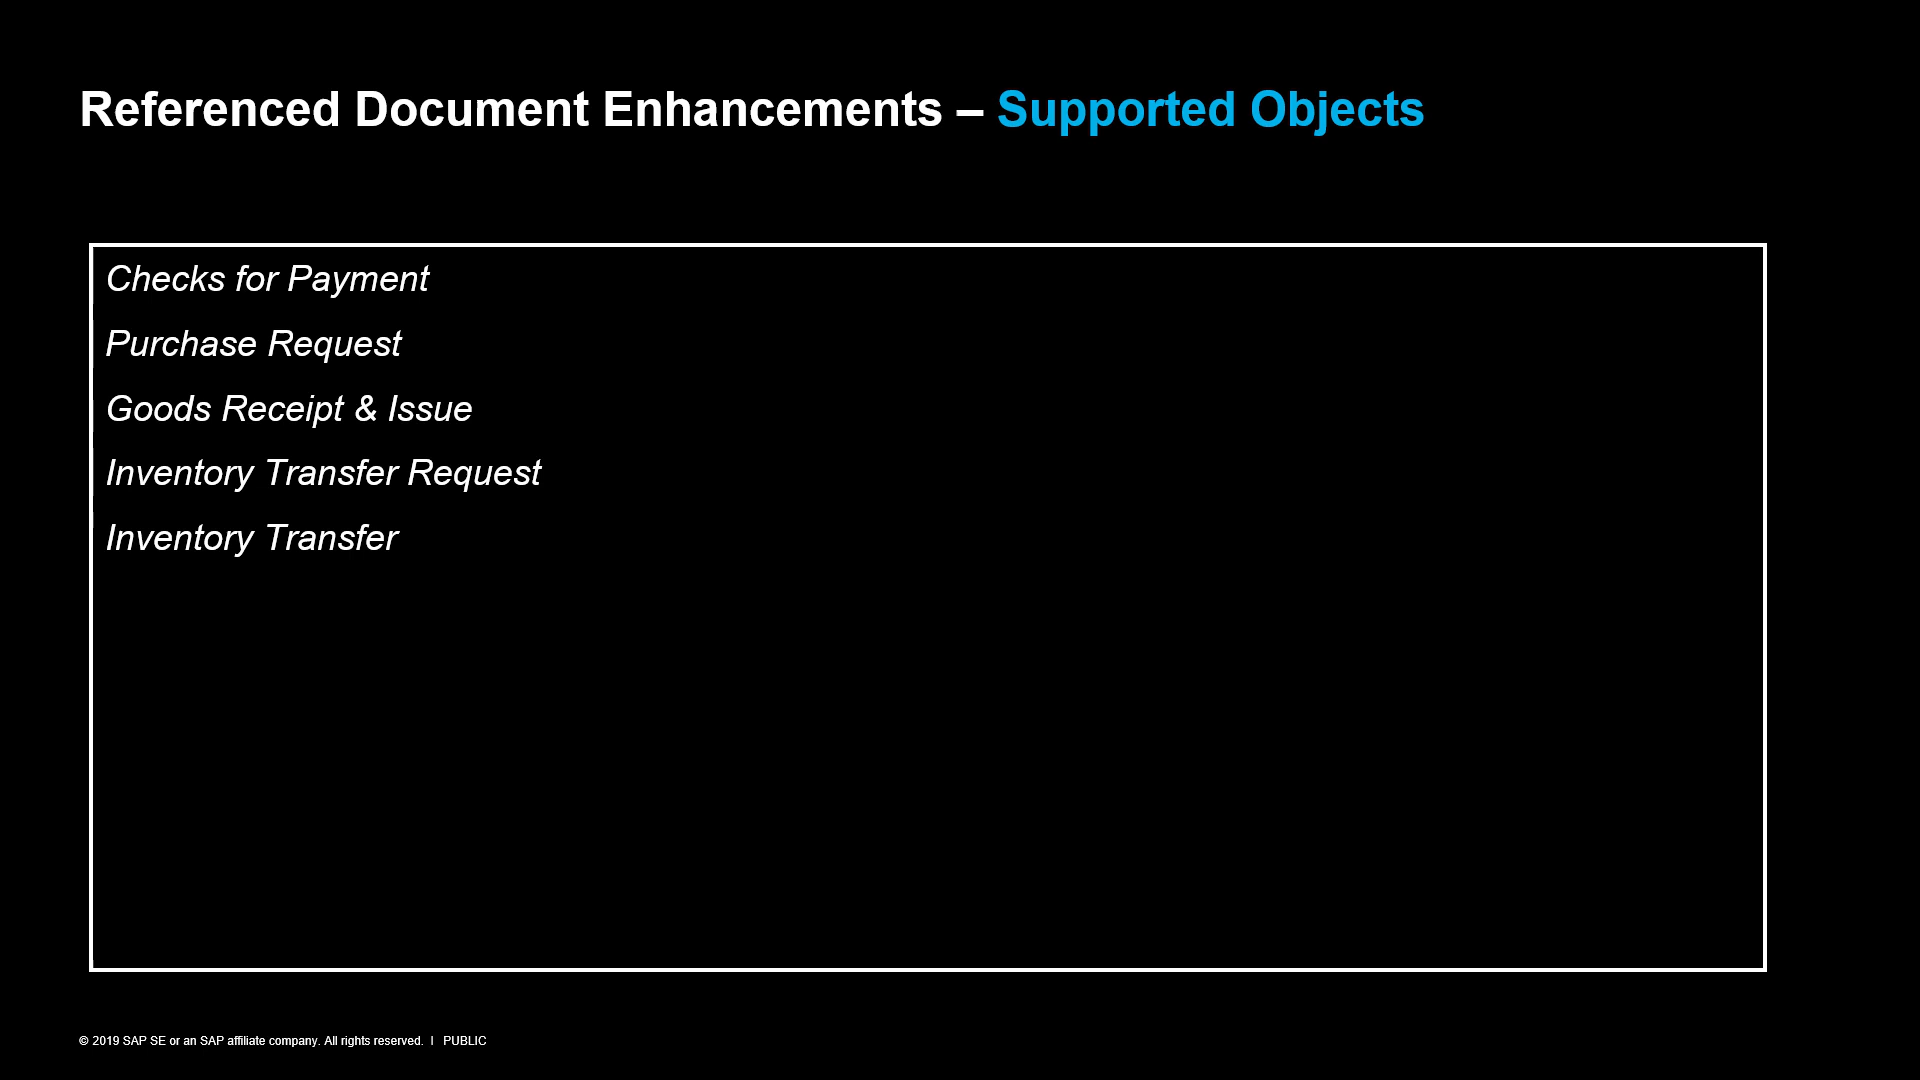 Referenced Document Enhancements – Supported Objects
Checks for Payment
Purchase Request
Goods Receipt & Issue
Inventory Transfer Request
Inventory Transfer
© 2019 SAP SE or an SAP affiliate company. All rights reserved. I PUBLIC